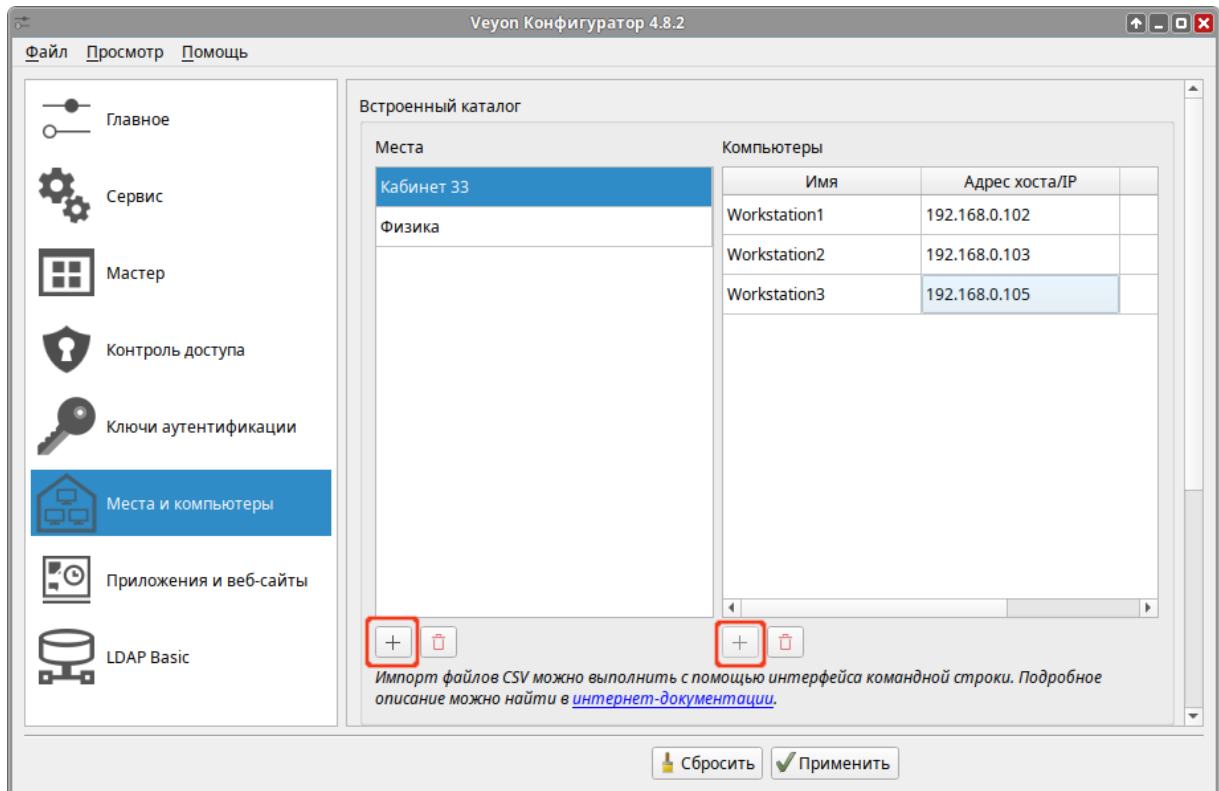 Veyon Конфигуратор 4.8.2
Файл Просмотр Помощь
Главное
Сервис
Мастер
Контроль доступа
Ключи аутентификации
Места и компьютеры
Приложения и веб-сайты
LDAP Basic
Встроенный каталог
Места
Кабинет 33
Физика
Компьютеры
Имя Адрес хоста/IP
Workstation1 192.168.0.102
Workstation2 192.168.0.103
Workstation3 192.168.0.105
Импорт файлов CSV можно выполнить с помощью интерфейса командной строки. Подробное
описание можно найти в интернет-документации.
Сбросить Применить